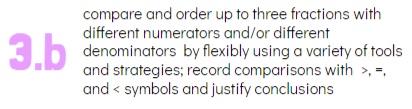 3.b
compare and order up to three fractions with
different numerators and/or different
denominators  by flexibly using a variety of tools
and strategies; record comparisons with  >, =,
and < symbols and justify conclusions